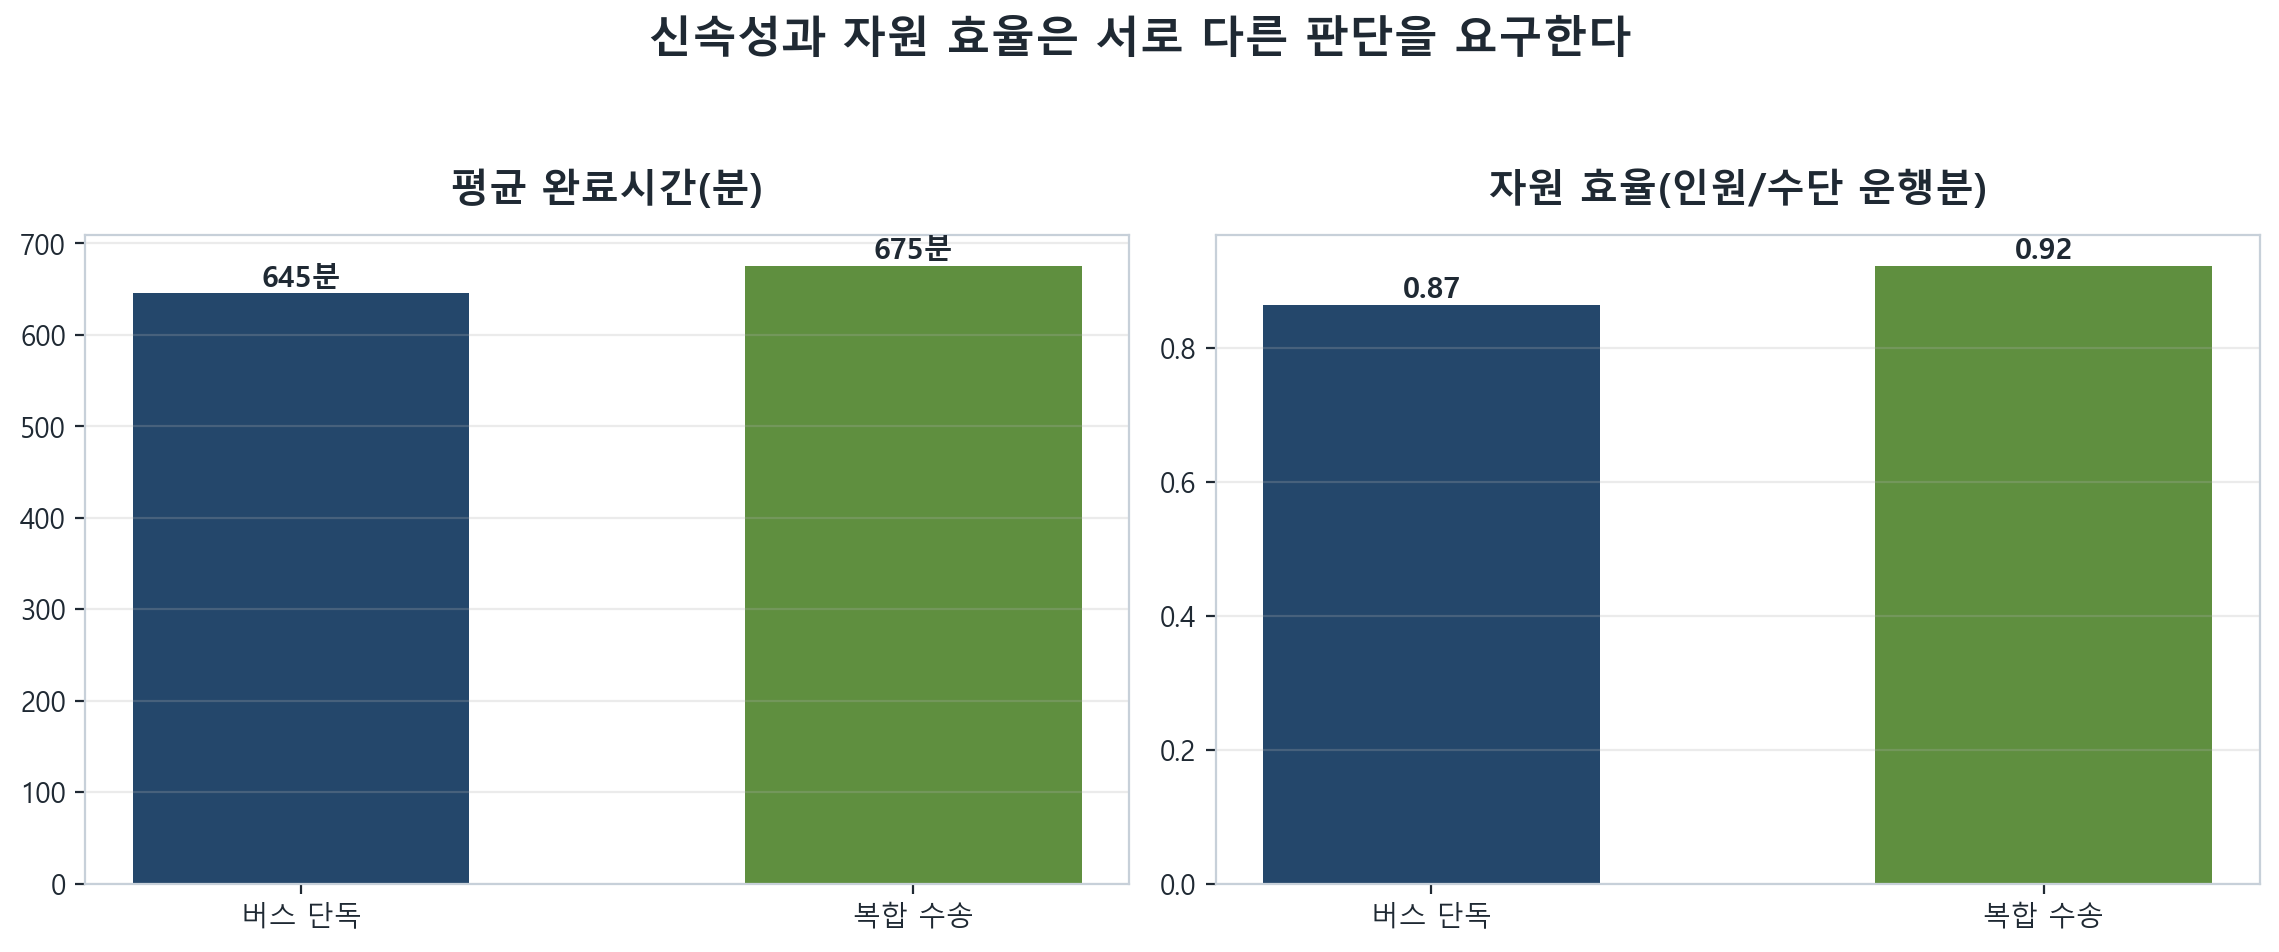 신속성과 자원 효율은 서로 다른 판단을 요구한다
평균 완료시간(분)
700
600
500
400
300
200
100
0
645분
675분
버스 단독
복합 수송
자원 효율(인원/수단 운행분)
0.8
0.6
0.4
0.2
0.0
0.87
0.92
버스 단독
복합 수송